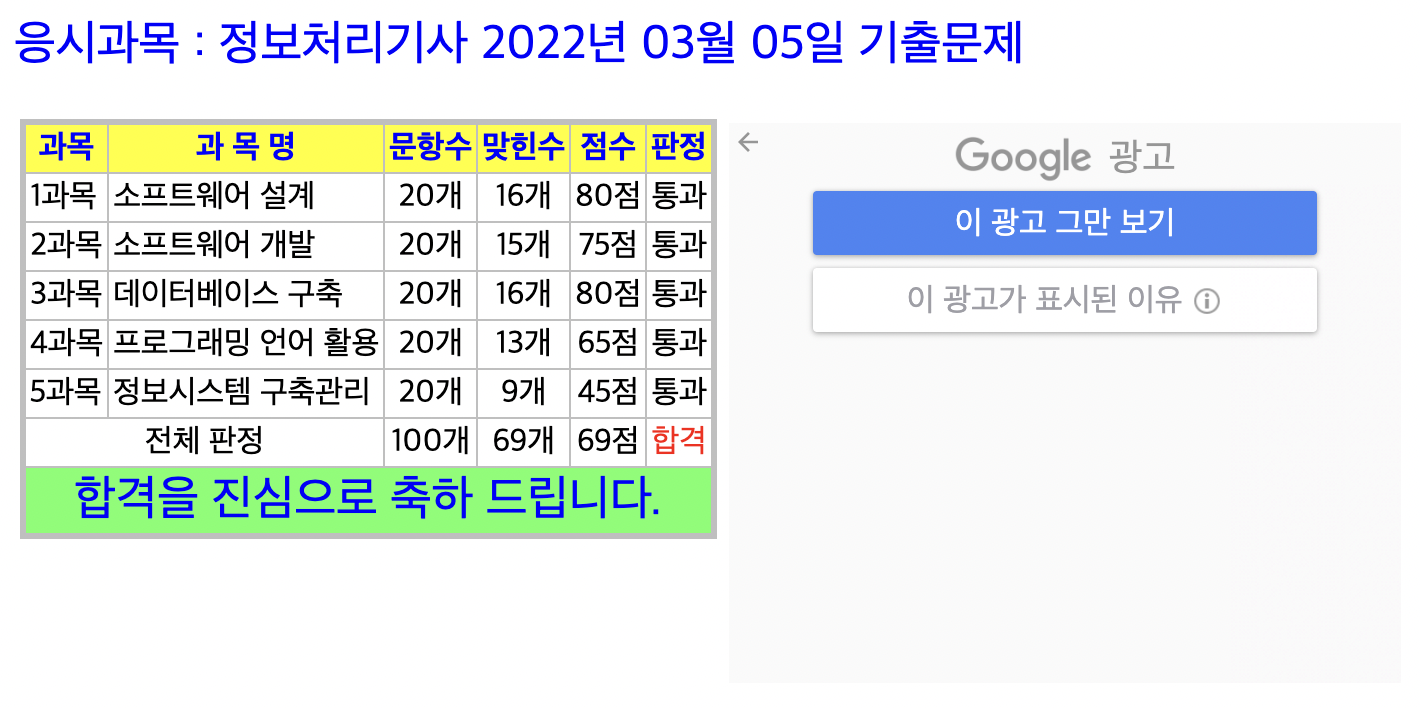 응시과목 : 정보처리기사 2022년 03월 05일 기출문제
과목 과 목 명 문항수 맞힌수 점수 판정
1과목 소프트웨어 설계 20개 16개 80점 통과
2과목 소프트웨어 개발 20개 15개 75점 통과
3과목 데이터베이스 구축 20개 16개 80점 통과
4과목 프로그래밍 언어 활용 20개 13개 65점 통과
5과목 정보시스템 구축관리 20개 9개 45점 통과
전체 판정 100개 69개 69점 합격
합격을 진심으로 축하 드립니다.
Google 광고
이 광고 그만 보기
이 광고가 표시된 이유